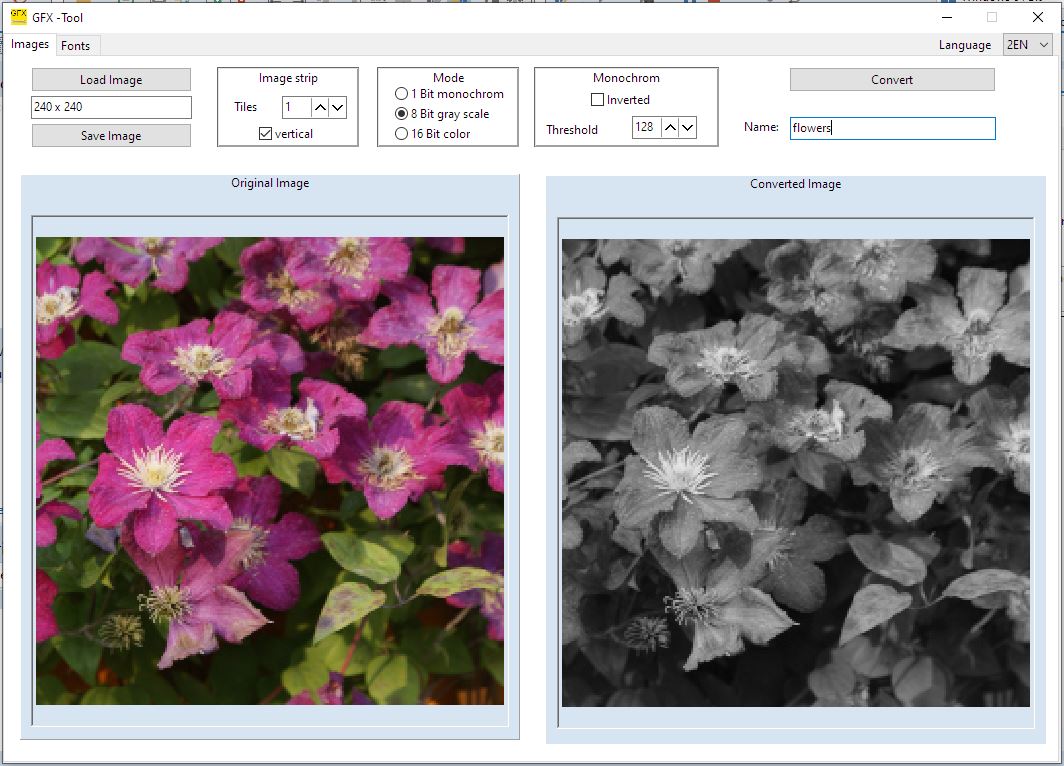 GFX
GFX -Tool
Images
Fonts
Language
2EN
Load Image
240 x 240
Save Image
Image strip
Tiles
1
vertical
Mode
1 Bit monochrom
8 Bit gray scale
16 Bit color
Monochrom
Inverted
Threshold
128
Convert
Name:
flowers
Original Image
Converted Image